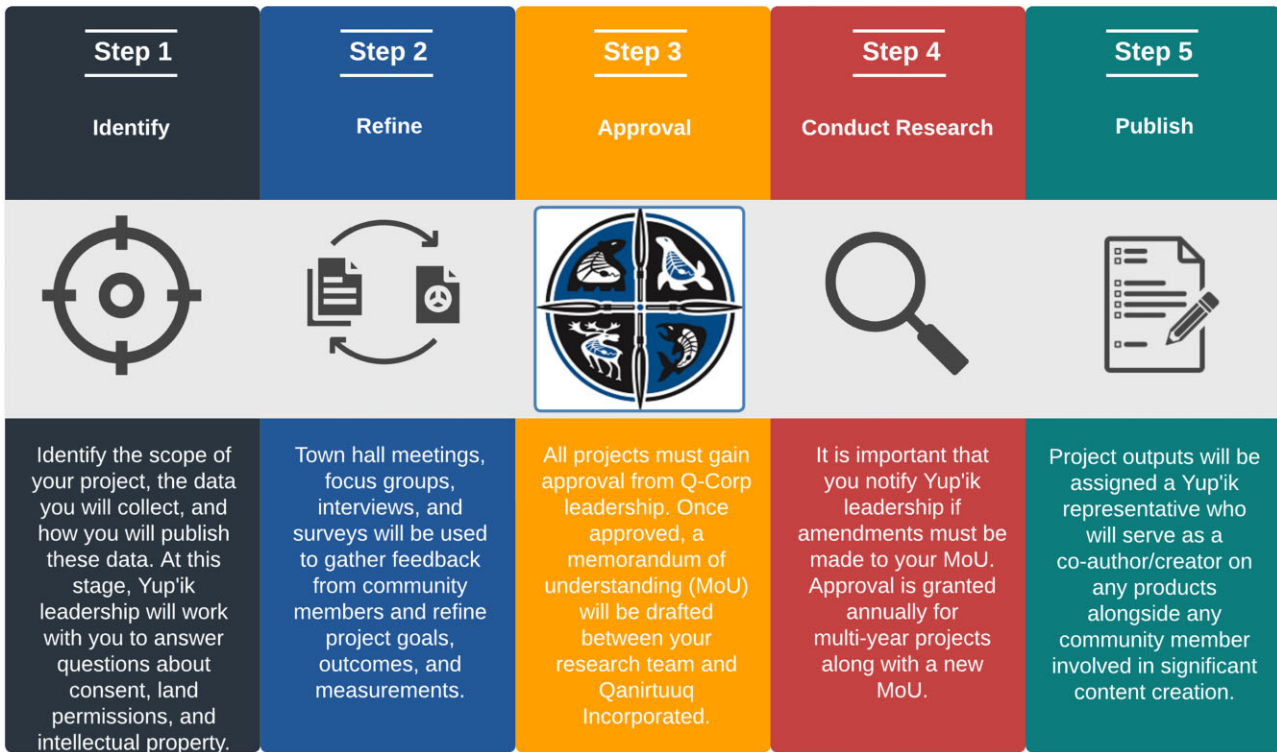 Step 1
Identify
Identify the scope of
your project, the data
you will collect, and
how you will publish
these data. At this
stage, Yup'ik
leadership will work
with you to answer
questions about
consent, land
permissions, and
intellectual property.
Step 2
Refine
Town hall meetings,
focus groups,
interviews, and
surveys will be used
to gather feedback
from community
members and refine
project goals,
outcomes, and
measurements.
Step 3
Approval
All projects must gain
approval from Q-Corp
leadership. Once
approved, a
memorandum of
understanding (MoU)
will be drafted
between your
research team and
Qanirtuuq
Incorporated.
Step 4
Conduct Research
It is important that
you notify Yup'ik
leadership if
amendments must be
made to your MoU.
Approval is granted
annually for
multi-year projects
along with a new
MoU.
Step 5
Publish
Project outputs will be
assigned a Yup'ik
representative who
will serve as a
co-author/creator on
any products
alongside any
community member
involved in significant
content creation.